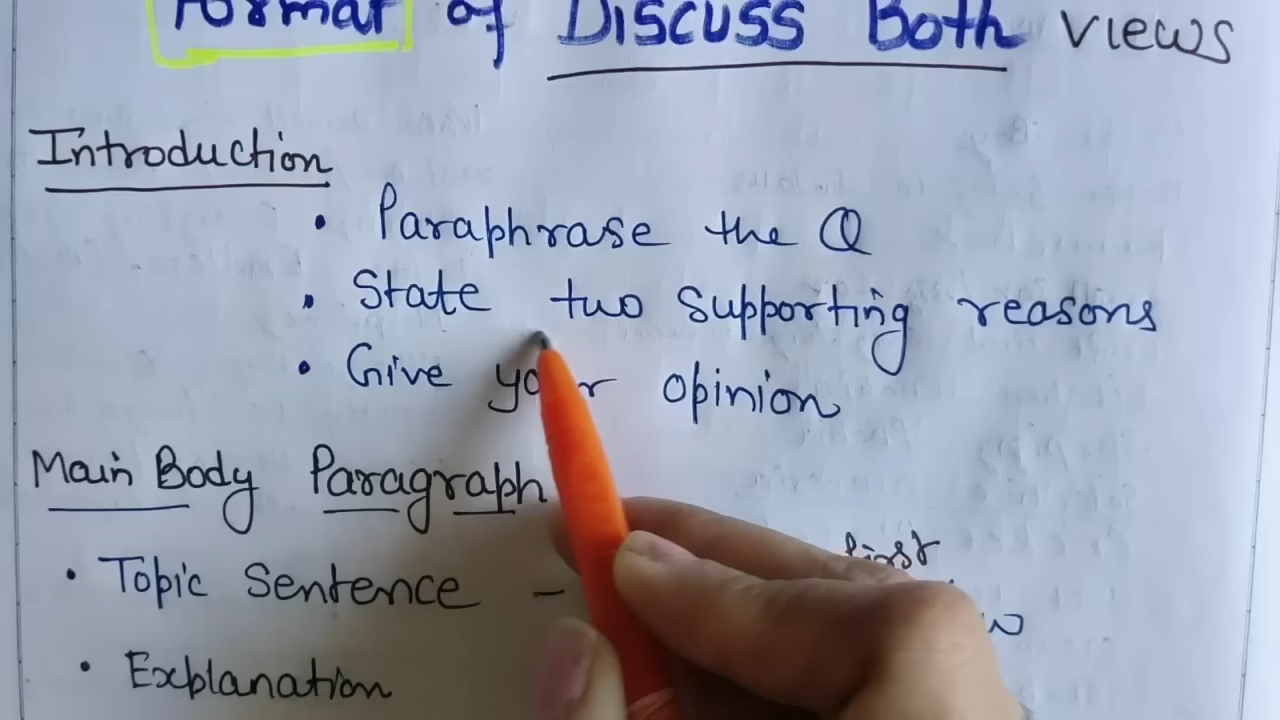 Format of Discuss Both views
Introduction
• Paraphrase the Q
• State two supporting reasons
• Give your opinion
Main Body Paragraph
• Topic Sentence - first
• Explanation